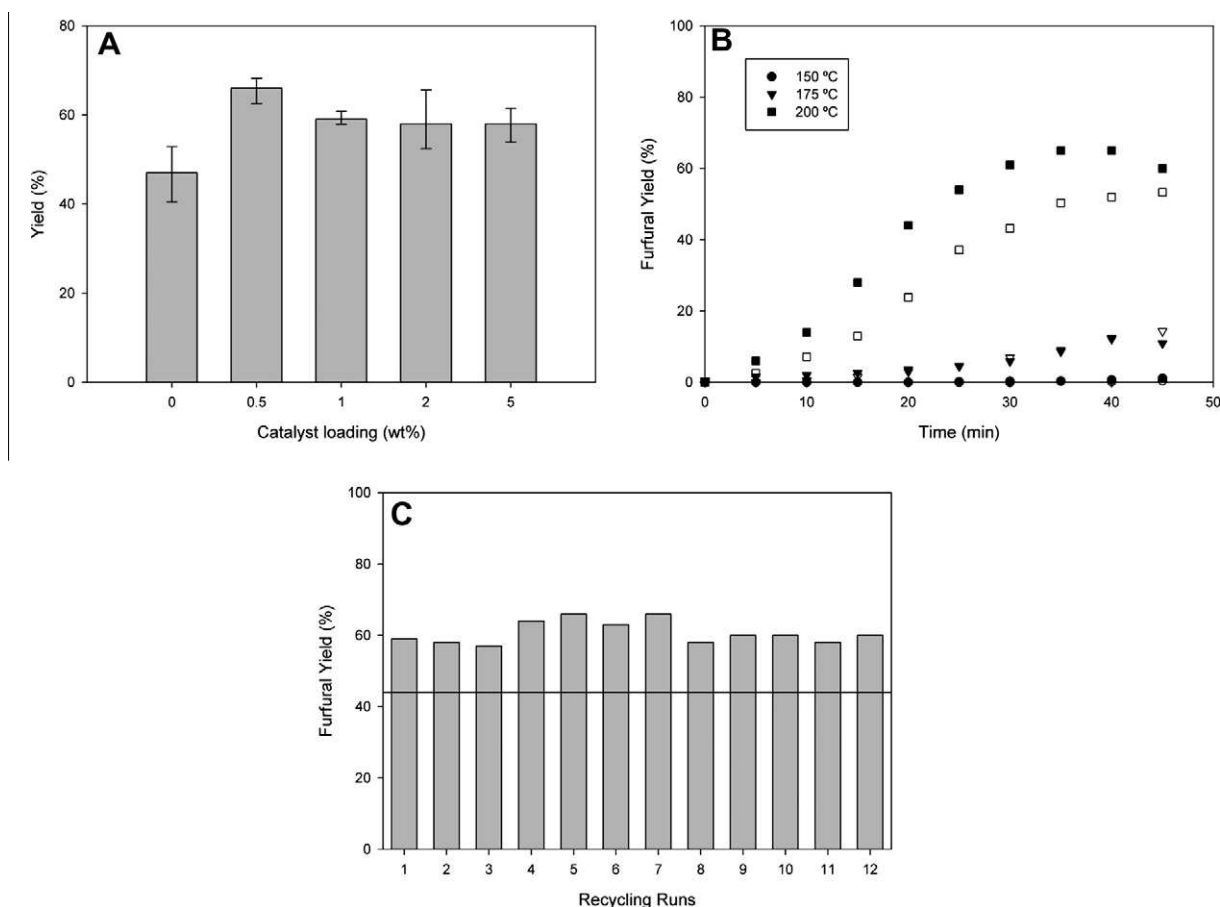 A
Yield (%)
80
60
40
20
0
0 0.5 1 2 5
Catalyst loading (wt%)
B
Furfural Yield (%)
100
80
60
40
20
0
150 ºC
175 ºC
200 ºC
0 10 20 30 40 50
Time (min)
C
Furfural Yield (%)
100
80
60
40
20
0
1 2 3 4 5 6 7 8 9 10 11 12
Recycling Runs